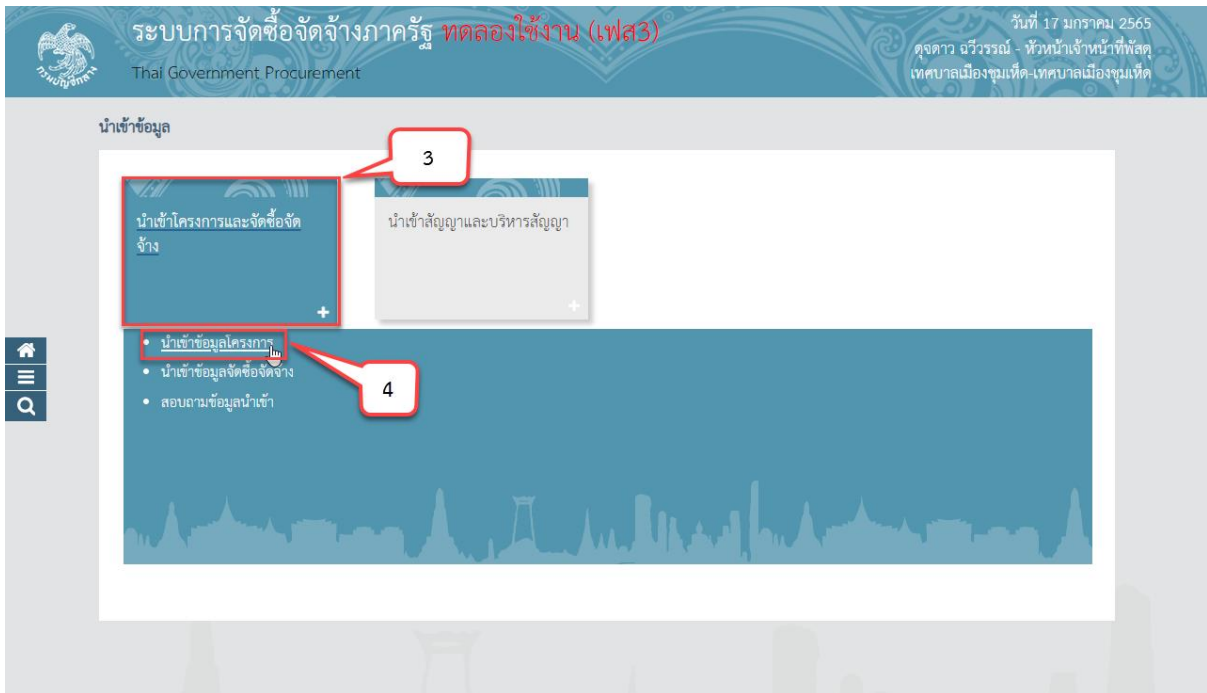 ระบบการจัดซื้อจัดจ้างภาครัฐ ทดลองใช้งาน (เฟส3)
Thai Government Procurement
วันที่ 17 มกราคม 2565
ดุจดาว ฉวีวรรณ์ - หัวหน้าเจ้าหน้าที่พัสดุ
เทศบาลเมืองขุมเห็ด-เทศบาลเมืองขุมเห็ด
กรมบัญชีกลาง
นำเข้าข้อมูล
3
นำเข้าโครงการและจัดซื้อจัด
จ้าง
นำเข้าสัญญาและบริหารสัญญา
นำเข้าข้อมูลโครงการ
นำเข้าข้อมูลจัดซื้อจัดจ้าง
สอบถามข้อมูลนำเข้า
4